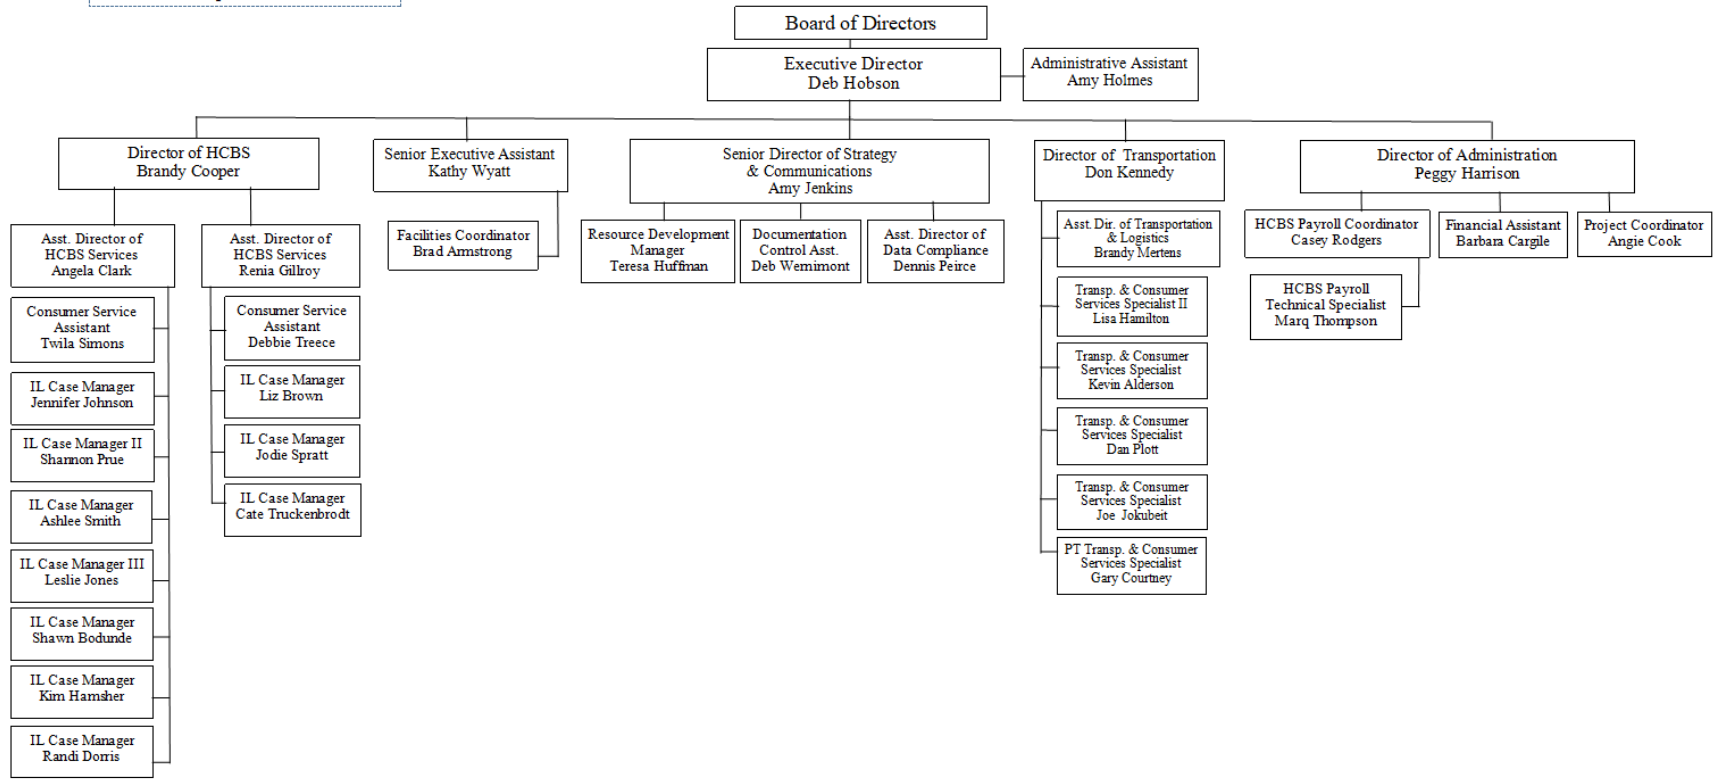 Board of Directors
Executive Director
Deb Hobson
Administrative Assistant
Amy Holmes
Director of HCBS
Brandy Cooper
Senior Executive Assistant
Kathy Wyatt
Senior Director of Strategy
& Communications
Amy Jenkins
Director of Transportation
Don Kennedy
Director of Administration
Peggy Harrison
Asst. Director of
HCBS Services
Angela Clark
Consumer Service
Assistant
Twila Simons
IL Case Manager
Jennifer Johnson
IL Case Manager II
Shannon Prue
IL Case Manager
Ashlee Smith
IL Case Manager III
Leslie Jones
IL Case Manager
Shawn Bodunde
IL Case Manager
Kim Hamsher
IL Case Manager
Randi Dorris
Asst. Director of
HCBS Services
Renia Gillroy
Consumer Service
Assistant
Debbie Treece
IL Case Manager
Liz Brown
IL Case Manager
Jodie Spratt
IL Case Manager
Cate Truckenbrodt
Facilities Coordinator
Brad Armstrong
Resource Development
Manager
Teresa Huffman
Documentation
Control Asst.
Deb Wernimont
Asst. Director of
Data Compliance
Dennis Peirce
Asst. Dir. of Transportation
& Logistics
Brandy Mertens
Transp. & Consumer
Services Specialist II
Lisa Hamilton
Transp. & Consumer
Services Specialist
Kevin Alderson
Transp. & Consumer
Services Specialist
Dan Plott
Transp. & Consumer
Services Specialist
Joe Jokubeit
PT Transp. & Consumer
Services Specialist
Gary Courtney
HCBS Payroll Coordinator
Casey Rodgers
HCBS Payroll
Technical Specialist
Marq Thompson
Financial Assistant
Barbara Cargile
Project Coordinator
Angie Cook